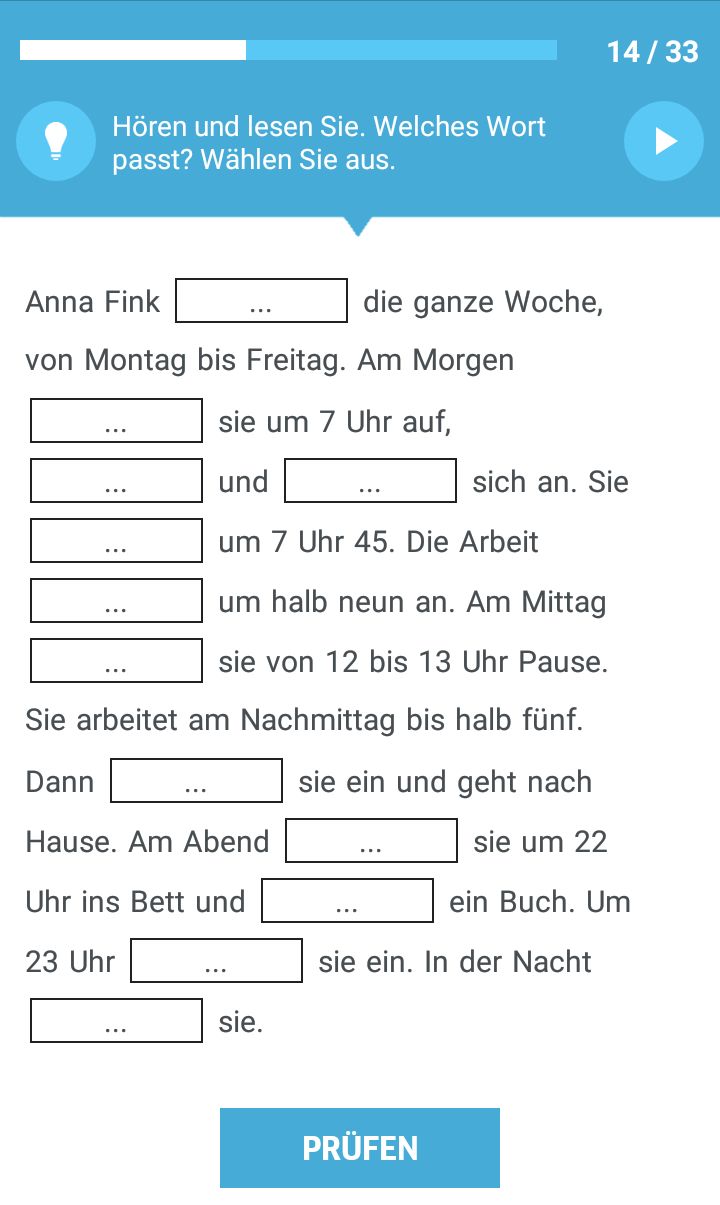 14 / 33
Hören und lesen Sie. Welches Wort
passt? Wählen Sie aus.
Anna Fink ... die ganze Woche,
von Montag bis Freitag. Am Morgen
... sie um 7 Uhr auf,
... und ... sich an. Sie
... um 7 Uhr 45. Die Arbeit
... um halb neun an. Am Mittag
... sie von 12 bis 13 Uhr Pause.
Sie arbeitet am Nachmittag bis halb fünf.
Dann ... sie ein und geht nach
Hause. Am Abend ... sie um 22
Uhr ins Bett und ... ein Buch. Um
23 Uhr ... sie ein. In der Nacht
... sie.
PRÜFEN